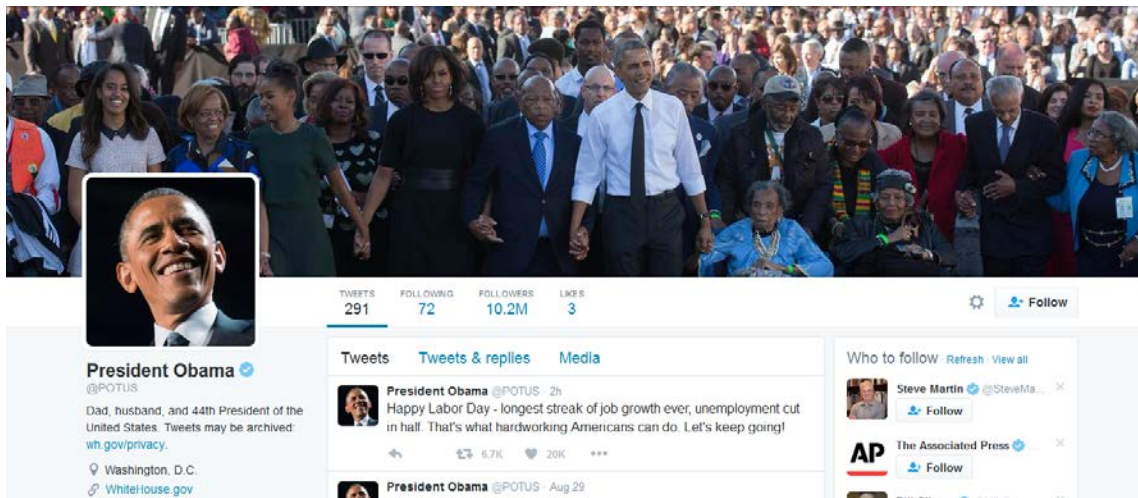 TWEETS
291
FOLLOWING
72
FOLLOWERS
10.2M
LIKES
3
Follow
President Obama
@POTUS
Dad, husband, and 44th President of the
United States. Tweets may be archived:
wh.gov/privacy.
Washington, D.C.
WhiteHouse.gov
Tweets Tweets & replies Media
President Obama @POTUS · 2h
Happy Labor Day - longest streak of job growth ever, unemployment cut
in half. That's what hardworking Americans can do. Let's keep going!
6.7K 20K
President Obama @POTUS · Aug 29
Who to follow · Refresh · View all
Steve Martin @SteveMa...
Follow
AP
The Associated Press
Follow